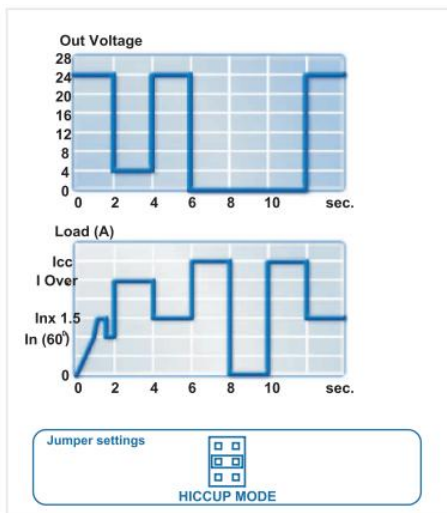 Out Voltage
28
24
20
16
12
8
4
0
0 2 4 6 8 10 sec.
Load (A)
Icc
I Over
Inx 1.5
In (60°)
0
0 2 4 6 8 10 sec.
Jumper settings
HICCUP MODE